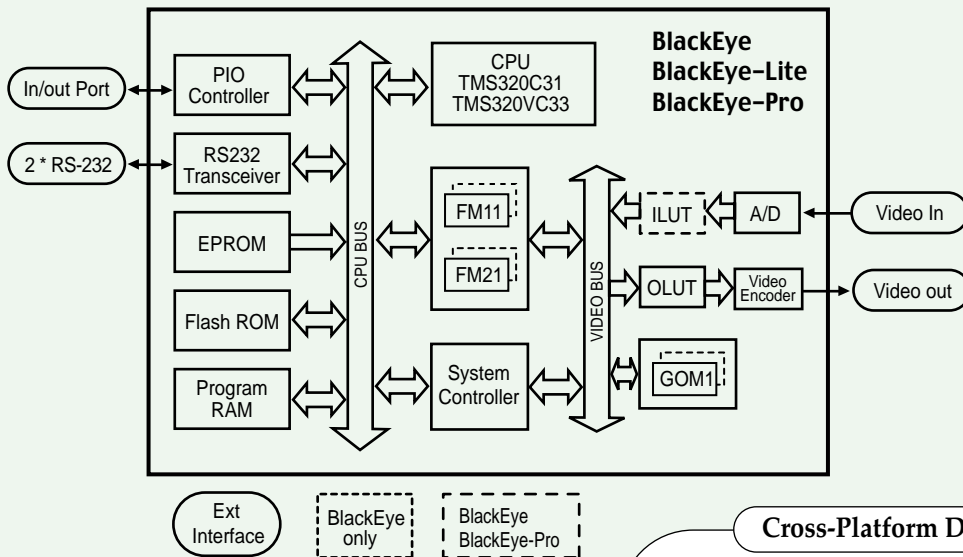 BlackEye
BlackEye-Lite
BlackEye-Pro
In/out Port
PIO
Controller
CPU
TMS320C31
TMS320VC33
2 * RS-232
RS232
Transceiver
EPROM
Flash ROM
Program
RAM
CPU BUS
FM11
FM21
System
Controller
VIDEO BUS
ILUT
A/D
Video In
OLUT
Video
Encoder
Video out
GOM1
Ext
Interface
BlackEye
only
BlackEye
BlackEye-Pro
Cross-Platform D